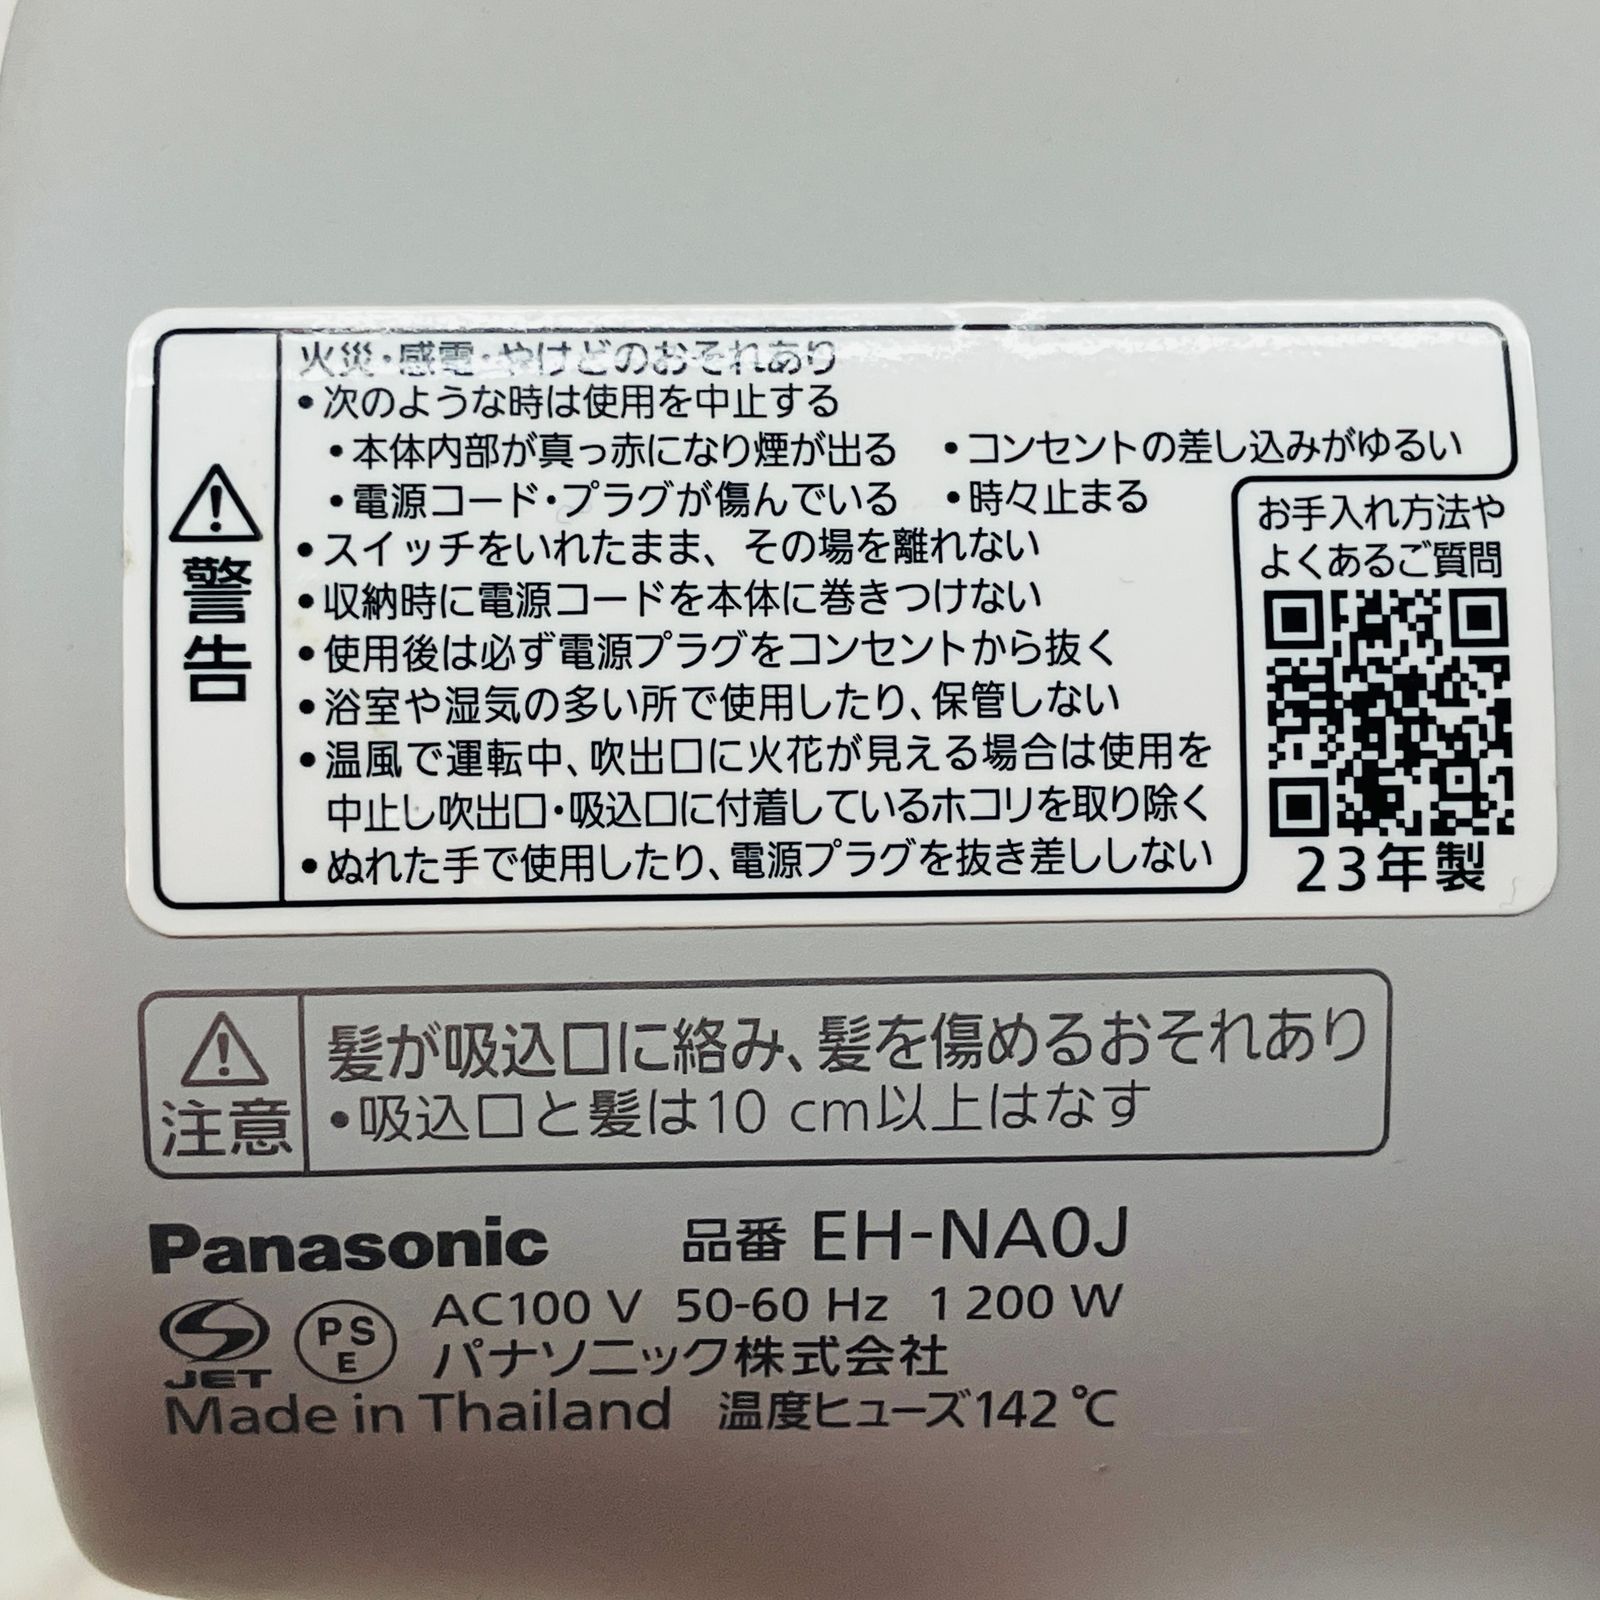 警告
火災・感電・やけどのおそれあり
•次のような時は使用を中止する
•本体内部が真っ赤になり煙が出る •コンセントの差し込みがゆるい
•電源コード・プラグが傷んでいる •時々止まる
•スイッチをいれたまま、その場を離れない
•収納時に電源コードを本体に巻きつけない
•使用後は必ず電源プラグをコンセントから抜く
•浴室や湿気の多い所で使用したり、保管しない
•温風で運転中、吹出口に火花が見える場合は使用を
中止し吹出口・吸込口に付着しているホコリを取り除く
•ぬれた手で使用したり、電源プラグを抜き差ししない
お手入れ方法や
よくあるご質問
23年製
注意
髪が吸込口に絡み、髪を傷めるおそれあり
•吸込口と髪は10 cm以上はなす
Panasonic 品番 EH-NA0J
AC100 V 50-60 Hz 1200 W
JET PSE パナソニック株式会社
Made in Thailand 温度ヒューズ142 ℃